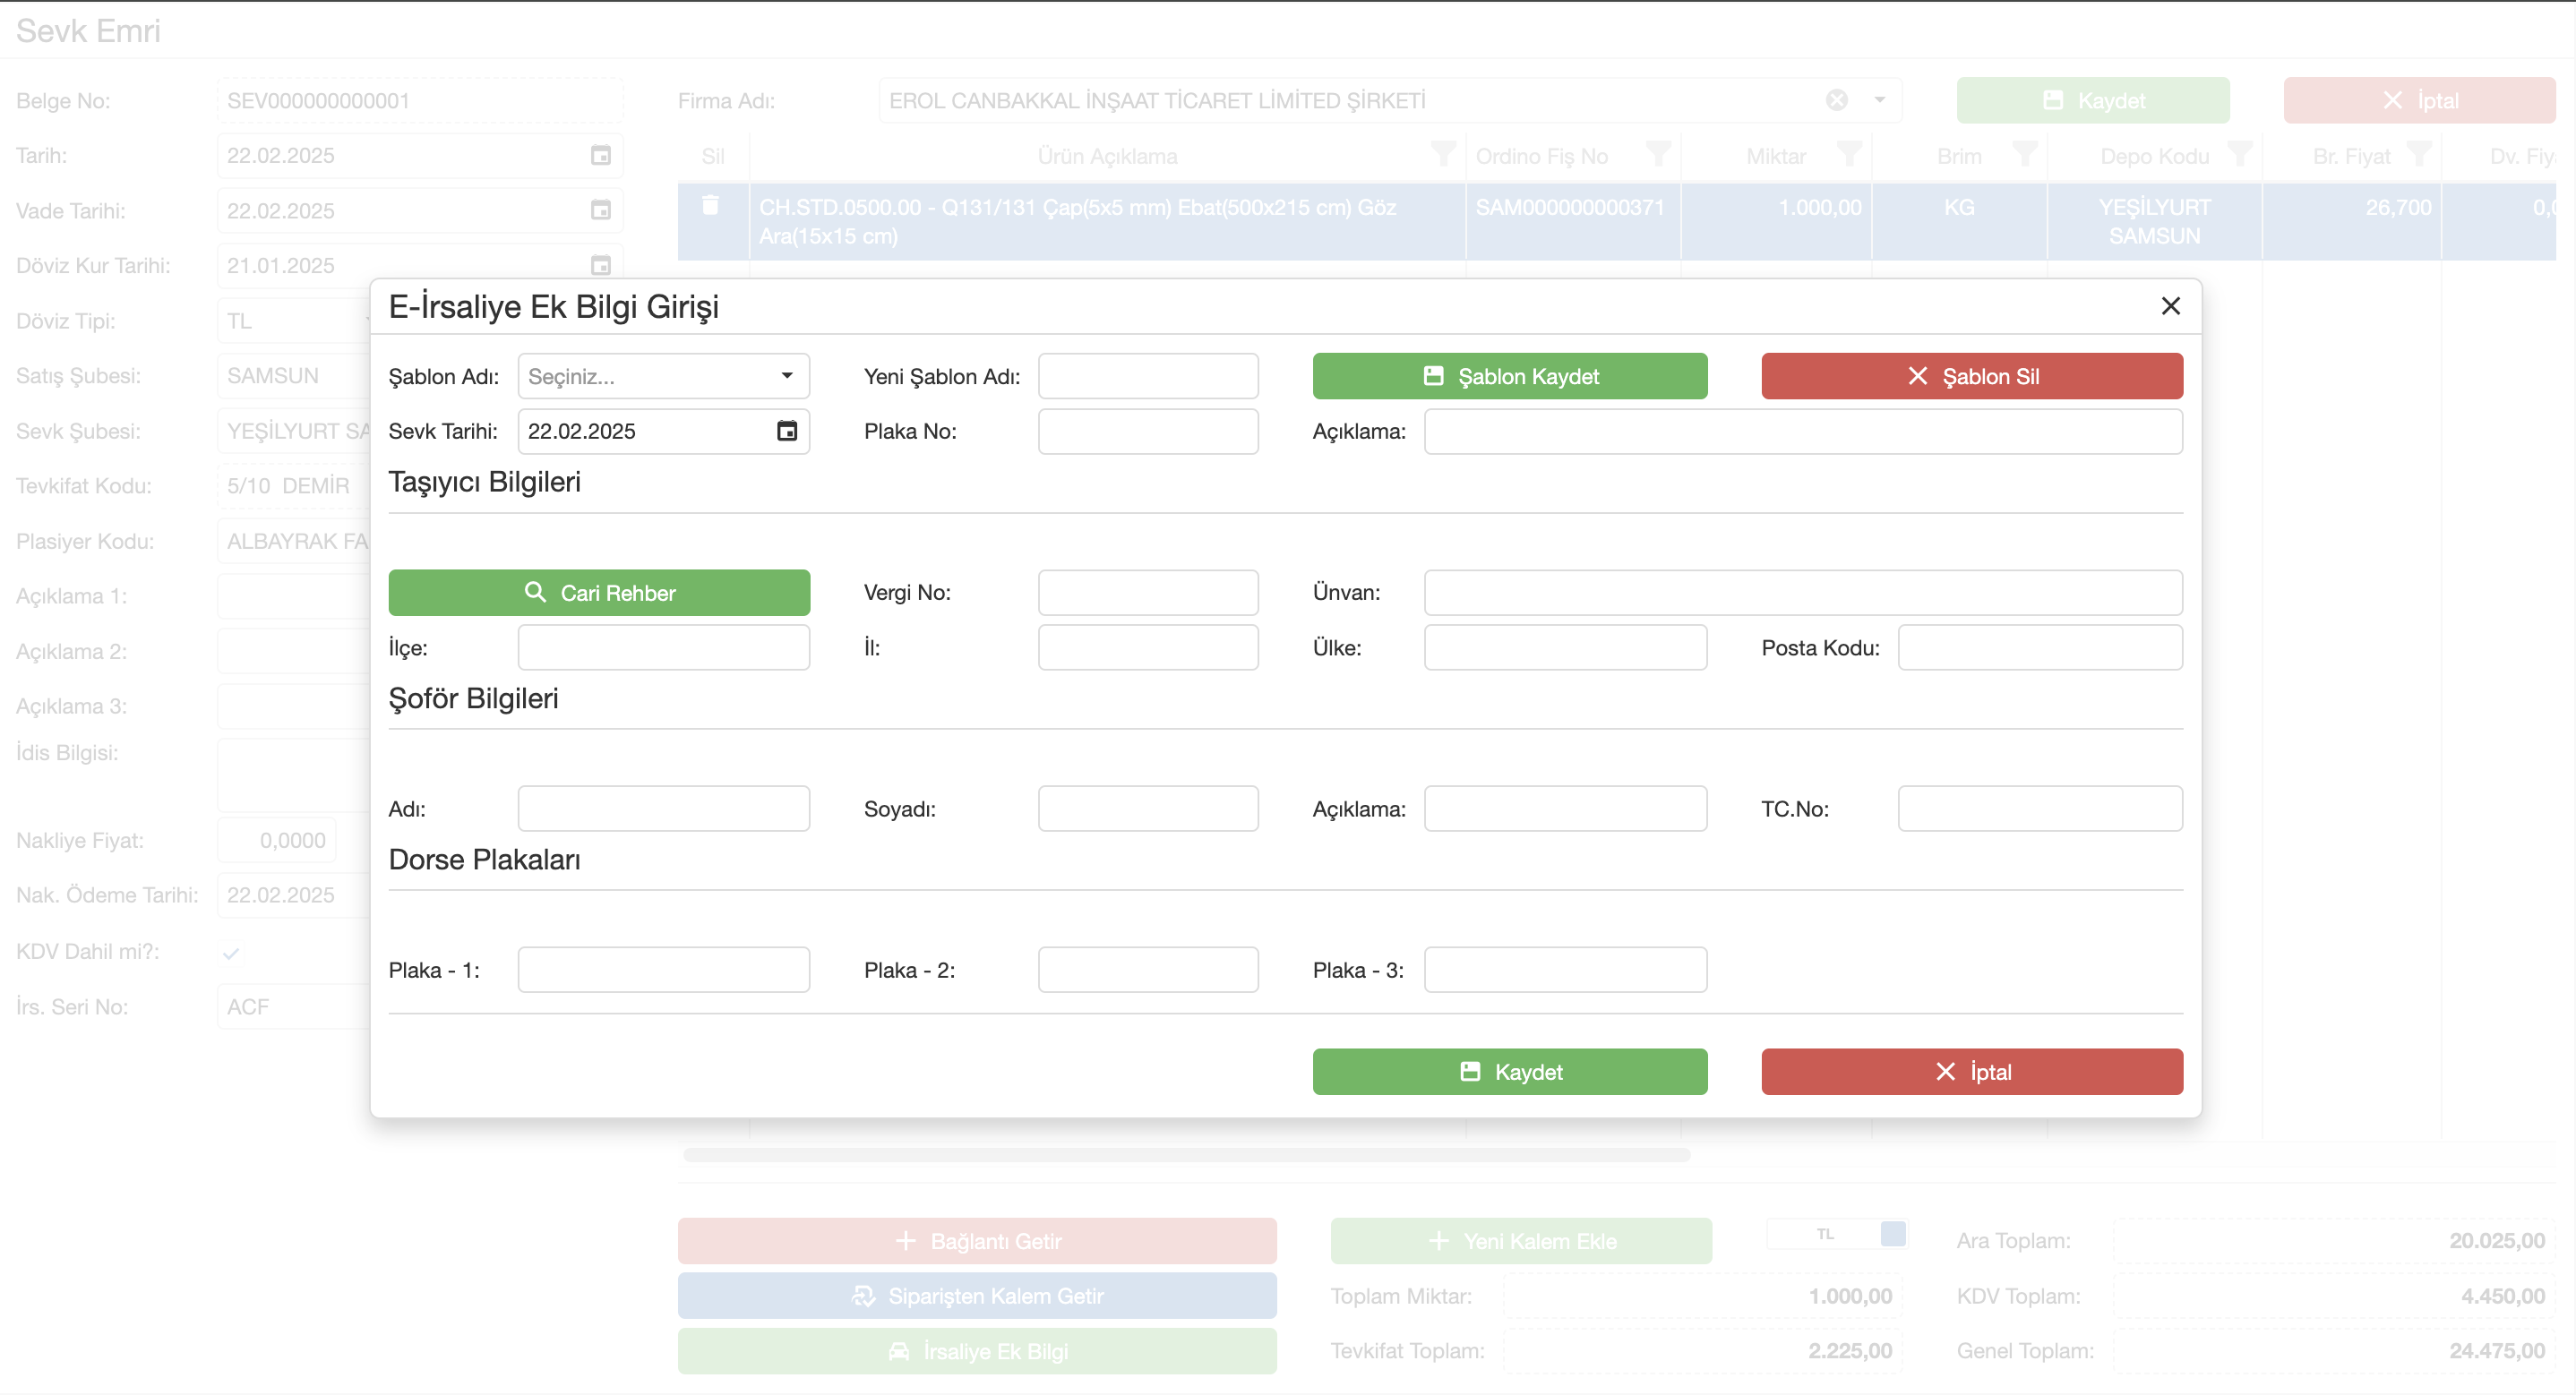 Sevk Emri
Belge No: SEV000000000001
Firma Adı: EROL CANBAKKAL İNŞAAT TİCARET LİMİTED ŞİRKETİ
Kaydet
İptal
Tarih: 22.02.2025
Vade Tarihi: 22.02.2025
Döviz Kur Tarihi: 21.01.2025
Döviz Tipi: TL
Satış Şubesi: SAMSUN
Sevk Şubesi: YEŞİLYURT SA
Tevkifat Kodu: 5/10 DEMİR
Plasiyer Kodu: ALBAYRAK FA
Açıklama 1:
Açıklama 2:
Açıklama 3:
İdis Bilgisi:
Nakliye Fiyat: 0,0000
Nak. Ödeme Tarihi: 22.02.2025
KDV Dahil mi?:
İrs. Seri No: ACF
Sil Ürün Açıklama Ordino Fiş No Miktar Brim Depo Kodu Br. Fiyat Dv. Fiy
CH.STD.0500.00 - Q131/131 Çap(5x5 mm) Ebat(500x215 cm) Göz SAM000000000371 1.000,00 KG YEŞİLYURT 26,700 0,0
Ara(15x15 cm) SAMSUN
E-İrsaliye Ek Bilgi Girişi
Şablon Adı: Seçiniz... Yeni Şablon Adı: Şablon Kaydet Şablon Sil
Sevk Tarihi: 22.02.2025 Plaka No: Açıklama:
Taşıyıcı Bilgileri
Cari Rehber Vergi No: Ünvan:
İlçe: İl: Ülke: Posta Kodu:
Şoför Bilgileri
Adı: Soyadı: Açıklama: TC.No:
Dorse Plakaları
Plaka - 1: Plaka - 2: Plaka - 3:
Kaydet İptal
Bağlantı Getir Yeni Kalem Ekle TL Ara Toplam: 20.025,00
Siparişten Kalem Getir Toplam Miktar: 1.000,00 KDV Toplam: 4.450,00
İrsaliye Ek Bilgi Tevkifat Toplam: 2.225,00 Genel Toplam: 24.475,00